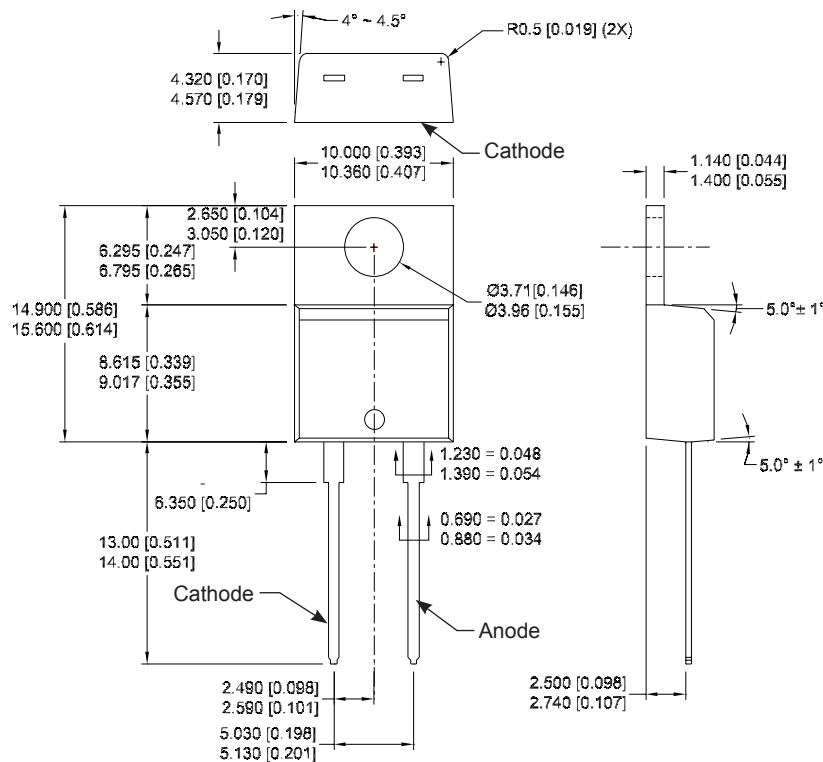 4° ~ 4.5°
R0.5 [0.019] (2X)
4.320 [0.170]
4.570 [0.179]
Cathode
10.000 [0.393]
10.360 [0.407]
1.140 [0.044]
1.400 [0.055]
2.650 [0.104]
3.050 [0.120]
6.295 [0.247]
6.795 [0.265]
Ø3.71[0.146]
Ø3.96 [0.155]
14.900 [0.586]
15.600 [0.614]
5.0°± 1°
8.615 [0.339]
9.017 [0.355]
1.230 = 0.048
1.390 = 0.054
5.0° ± 1°
6.350 [0.250]
0.690 = 0.027
0.880 = 0.034
13.00 [0.511]
14.00 [0.551]
Cathode
Anode
2.490 [0.098]
2.590 [0.101]
2.500 [0.098]
2.740 [0.107]
5.030 [0.198]
5.130 [0.201]